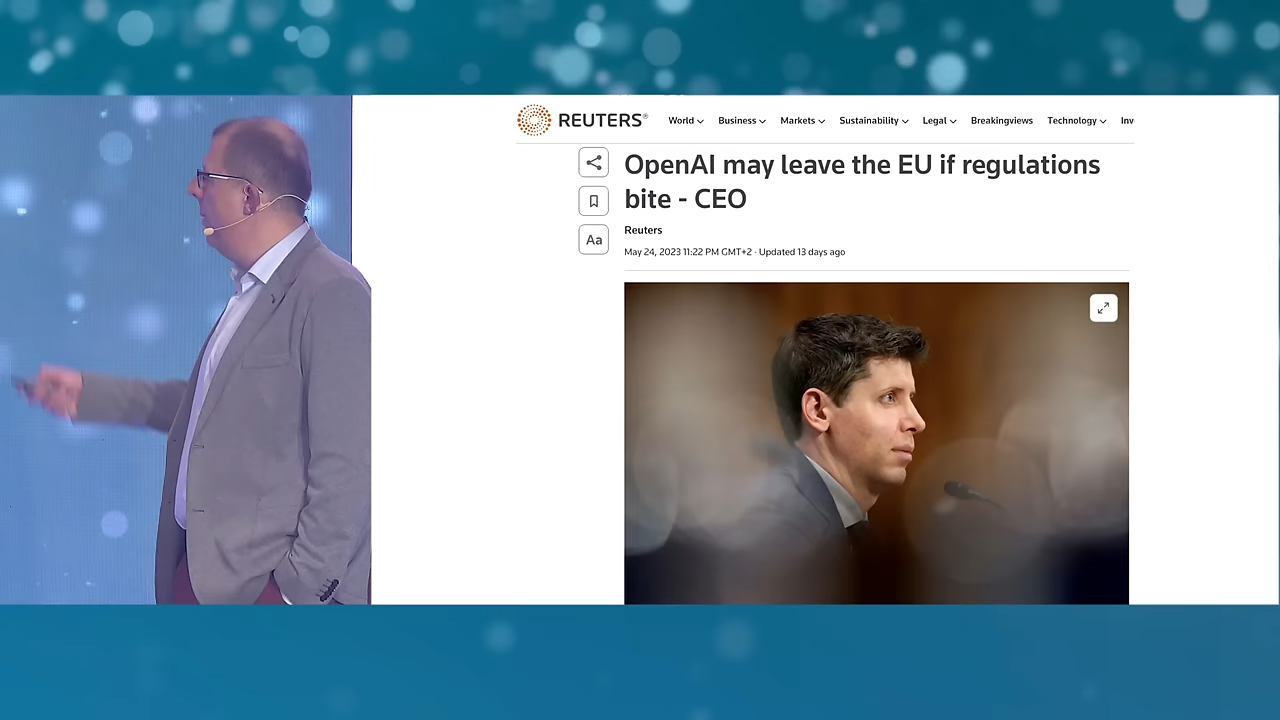 REUTERS®
World Business Markets Sustainability Legal Breakingviews Technology Inv
OpenAI may leave the EU if regulations
bite - CEO
Reuters
May 24, 2023 11:22 PM GMT+2 · Updated 13 days ago
Aa